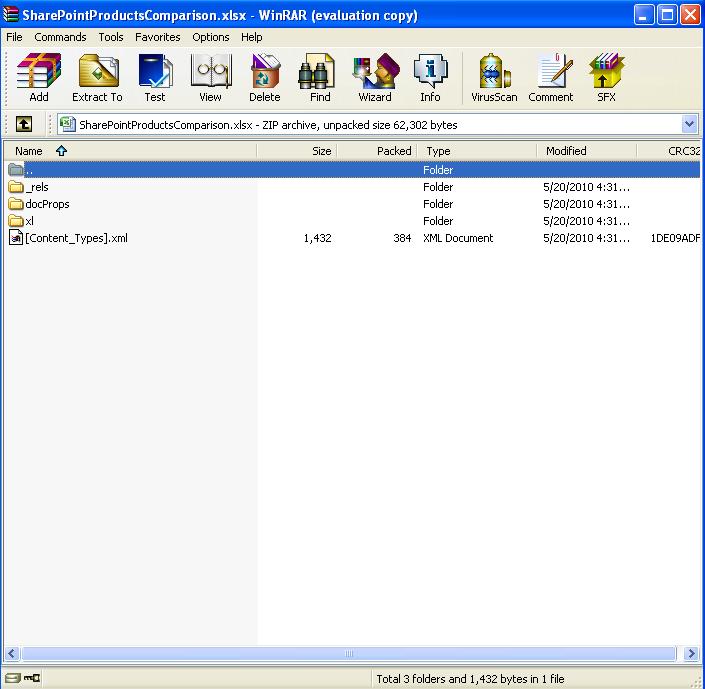 SharePointProductsComparison.xlsx - WinRAR (evaluation copy)
File Commands Tools Favorites Options Help
Add Extract To Test View Delete Find Wizard Info VirusScan Comment SFX
SharePointProductsComparison.xlsx - ZIP archive, unpacked size 62,302 bytes
Name Size Packed Type Modified CRC32
.. Folder
_rels Folder 5/20/2010 4:31...
docProps Folder 5/20/2010 4:31...
xl Folder 5/20/2010 4:31...
[Content_Types].xml 1,432 384 XML Document 5/20/2010 4:31... 1DE09ADF
Total 3 folders and 1,432 bytes in 1 file